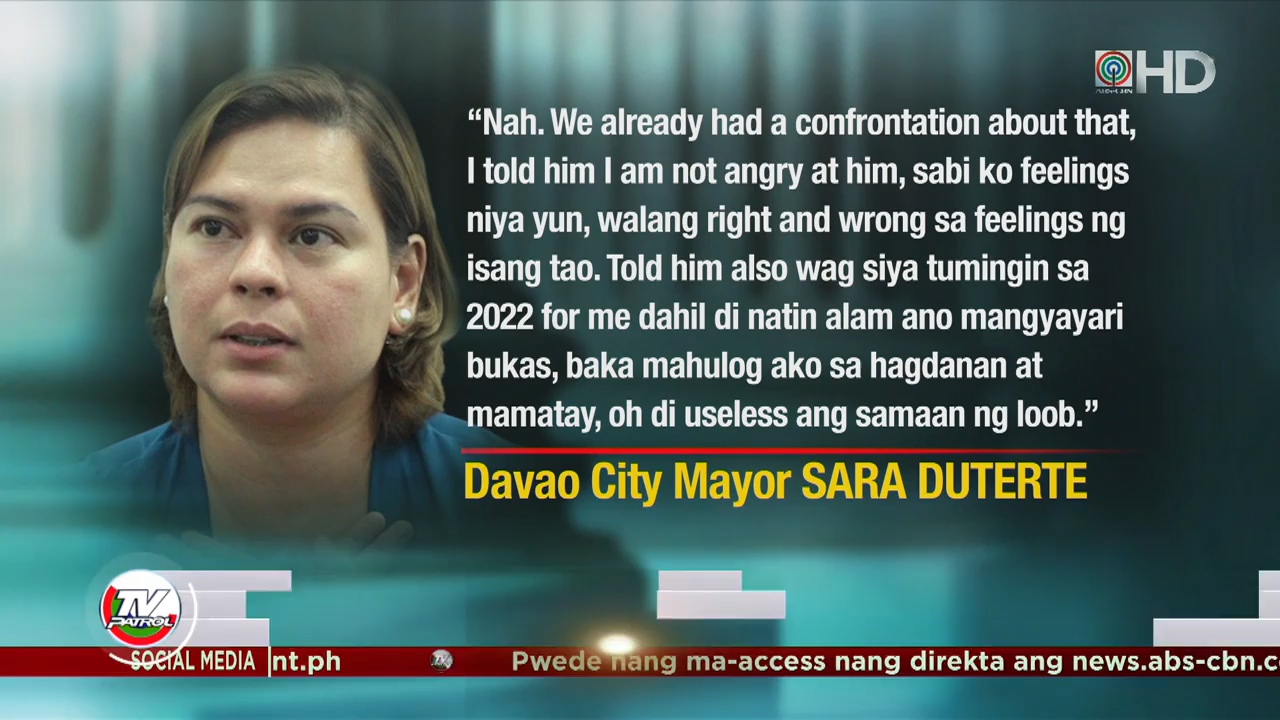 HD
“Nah. We already had a confrontation about that,
I told him I am not angry at him, sabi ko feelings
niya yun, walang right and wrong sa feelings ng
isang tao. Told him also wag siya tumingin sa
2022 for me dahil di natin alam ano mangyayari
bukas, baka mahulog ako sa hagdanan at
mamatay, oh di useless ang samaan ng loob.”
Davao City Mayor SARA DUTERTE
TV
PATROL
SOCIAL MEDIA nt.ph Pwede nang ma-access nang direkta ang news.abs-cbn.c